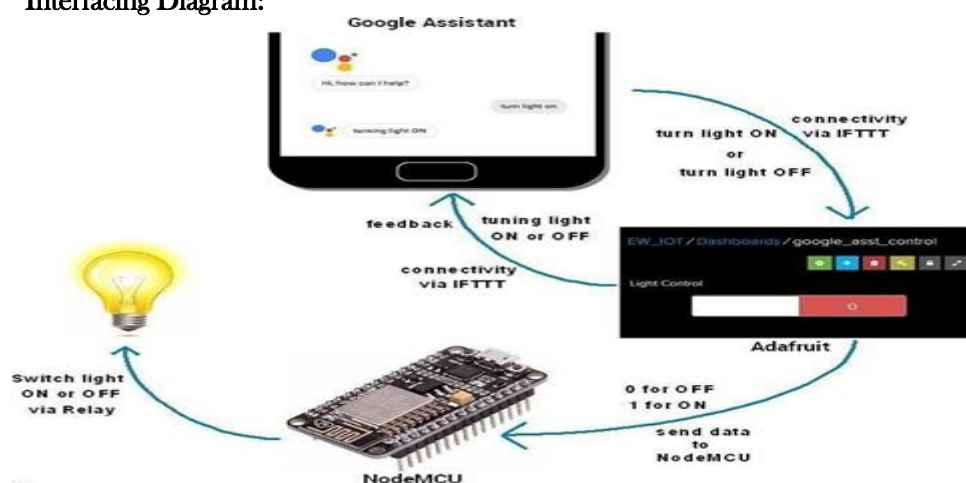 Interfacing Diagram:
Google Assistant
Hi, how can I help?
turn light on
turning light ON
connectivity
via IFTTT
turn light ON
or
turn light OFF
feedback
tuning light
ON or OFF
connectivity
via IFTTT
EW_IOT / Dashboards / google_asst_control
Light Control
O
Adafruit
Switch light
ON or OFF
via Relay
0 for OFF
1 for ON
send data
to
NodeMCU
NodeMCU